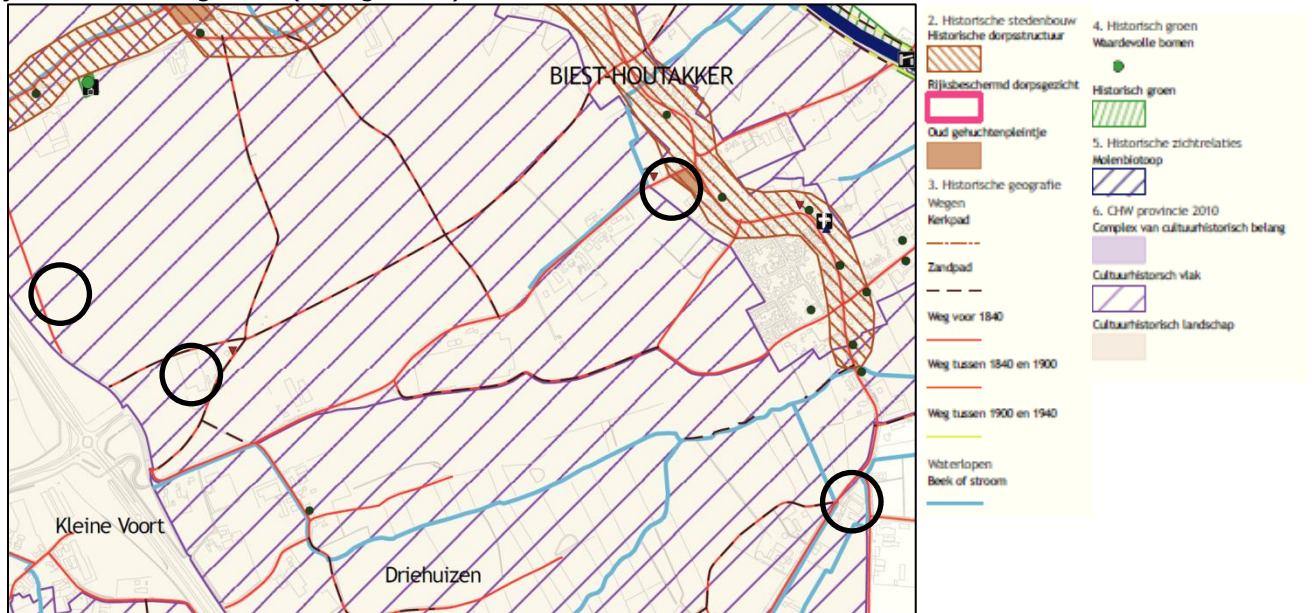 BIEST-HOUTAKKER
Kleine Voort
Driehuizen
2. Historische stedenbouw
Historische dorpsstructuur
Rijksbeschermd dorpsgezicht
Oud gehuchtenpleintje
3. Historische geografie
Wegen
Kerkpad
Zandpad
Weg voor 1840
Weg tussen 1840 en 1900
Weg tussen 1900 en 1940
Waterlopen
Beek of stroom
4. Historisch groen
Waardevolle bomen
Historisch groen
5. Historische zichtrelaties
Molenbiotoop
6. CHW provincie 2010
Complex van cultuurhistorisch belang
Cultuurhistorsch vlak
Cultuurhistorisch landschap